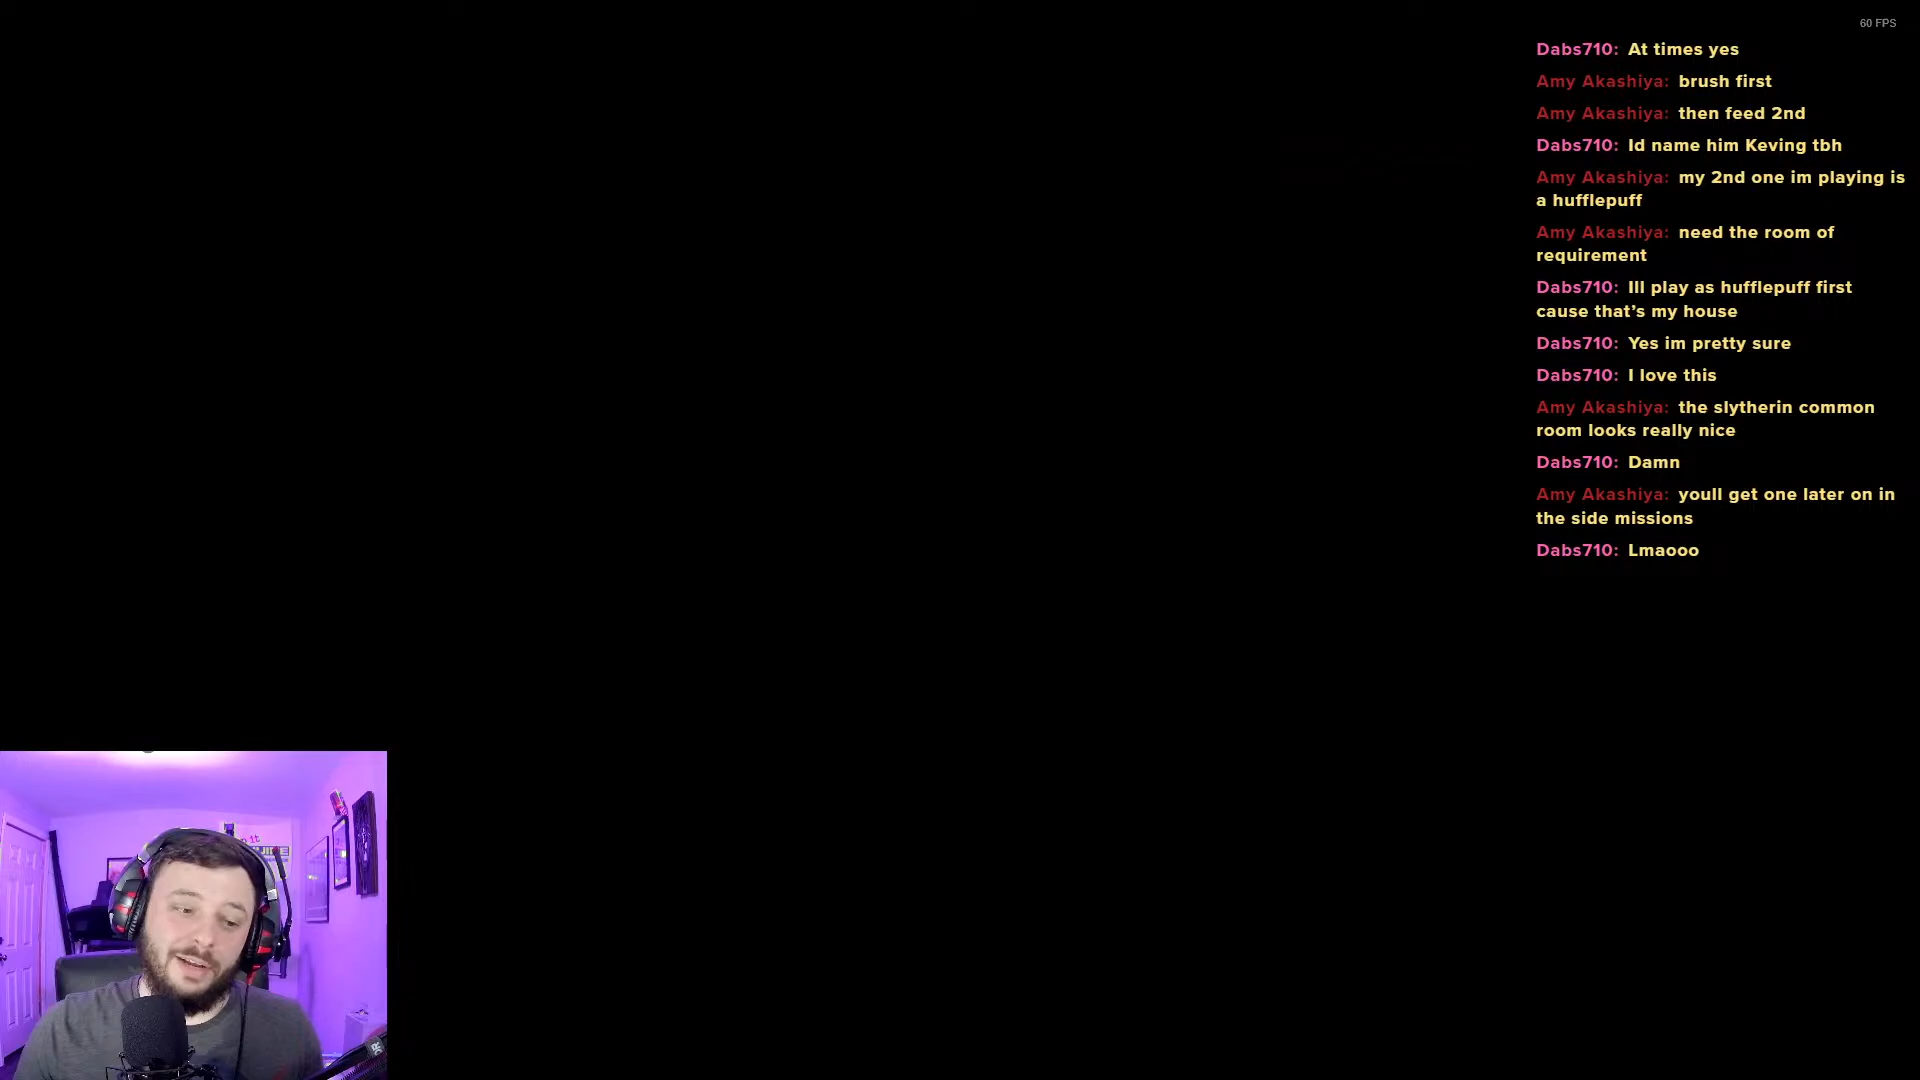 60 FPS
Dabs710: At times yes
Amy Akashiya: brush first
Amy Akashiya: then feed 2nd
Dabs710: Id name him Keving tbh
Amy Akashiya: my 2nd one im playing is
a hufflepuff
Amy Akashiya: need the room of
requirement
Dabs710: Ill play as hufflepuff first
cause that’s my house
Dabs710: Yes im pretty sure
Dabs710: I love this
Amy Akashiya: the slytherin common
room looks really nice
Dabs710: Damn
Amy Akashiya: youll get one later on in
the side missions
Dabs710: Lmaooo